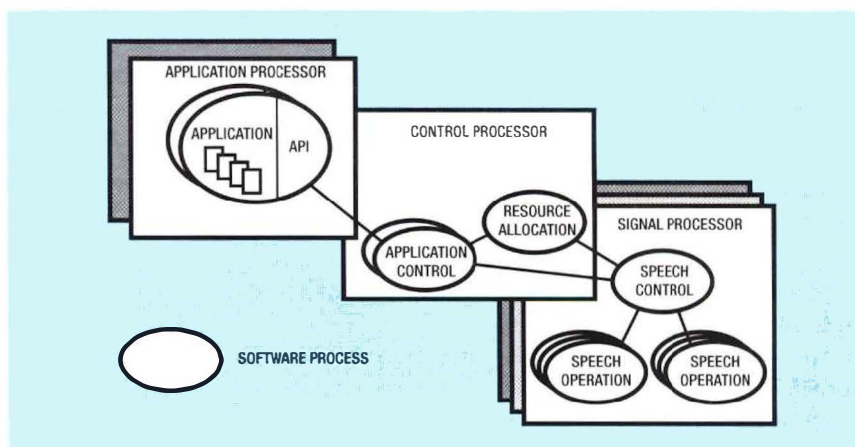 APPLICATION PROCESSOR
APPLICATION
API
CONTROL PROCESSOR
RESOURCE
ALLOCATION
APPLICATION
CONTROL
SIGNAL PROCESSOR
SPEECH
CONTROL
SPEECH
OPERATION
SPEECH
OPERATION
SOFTWARE PROCESS